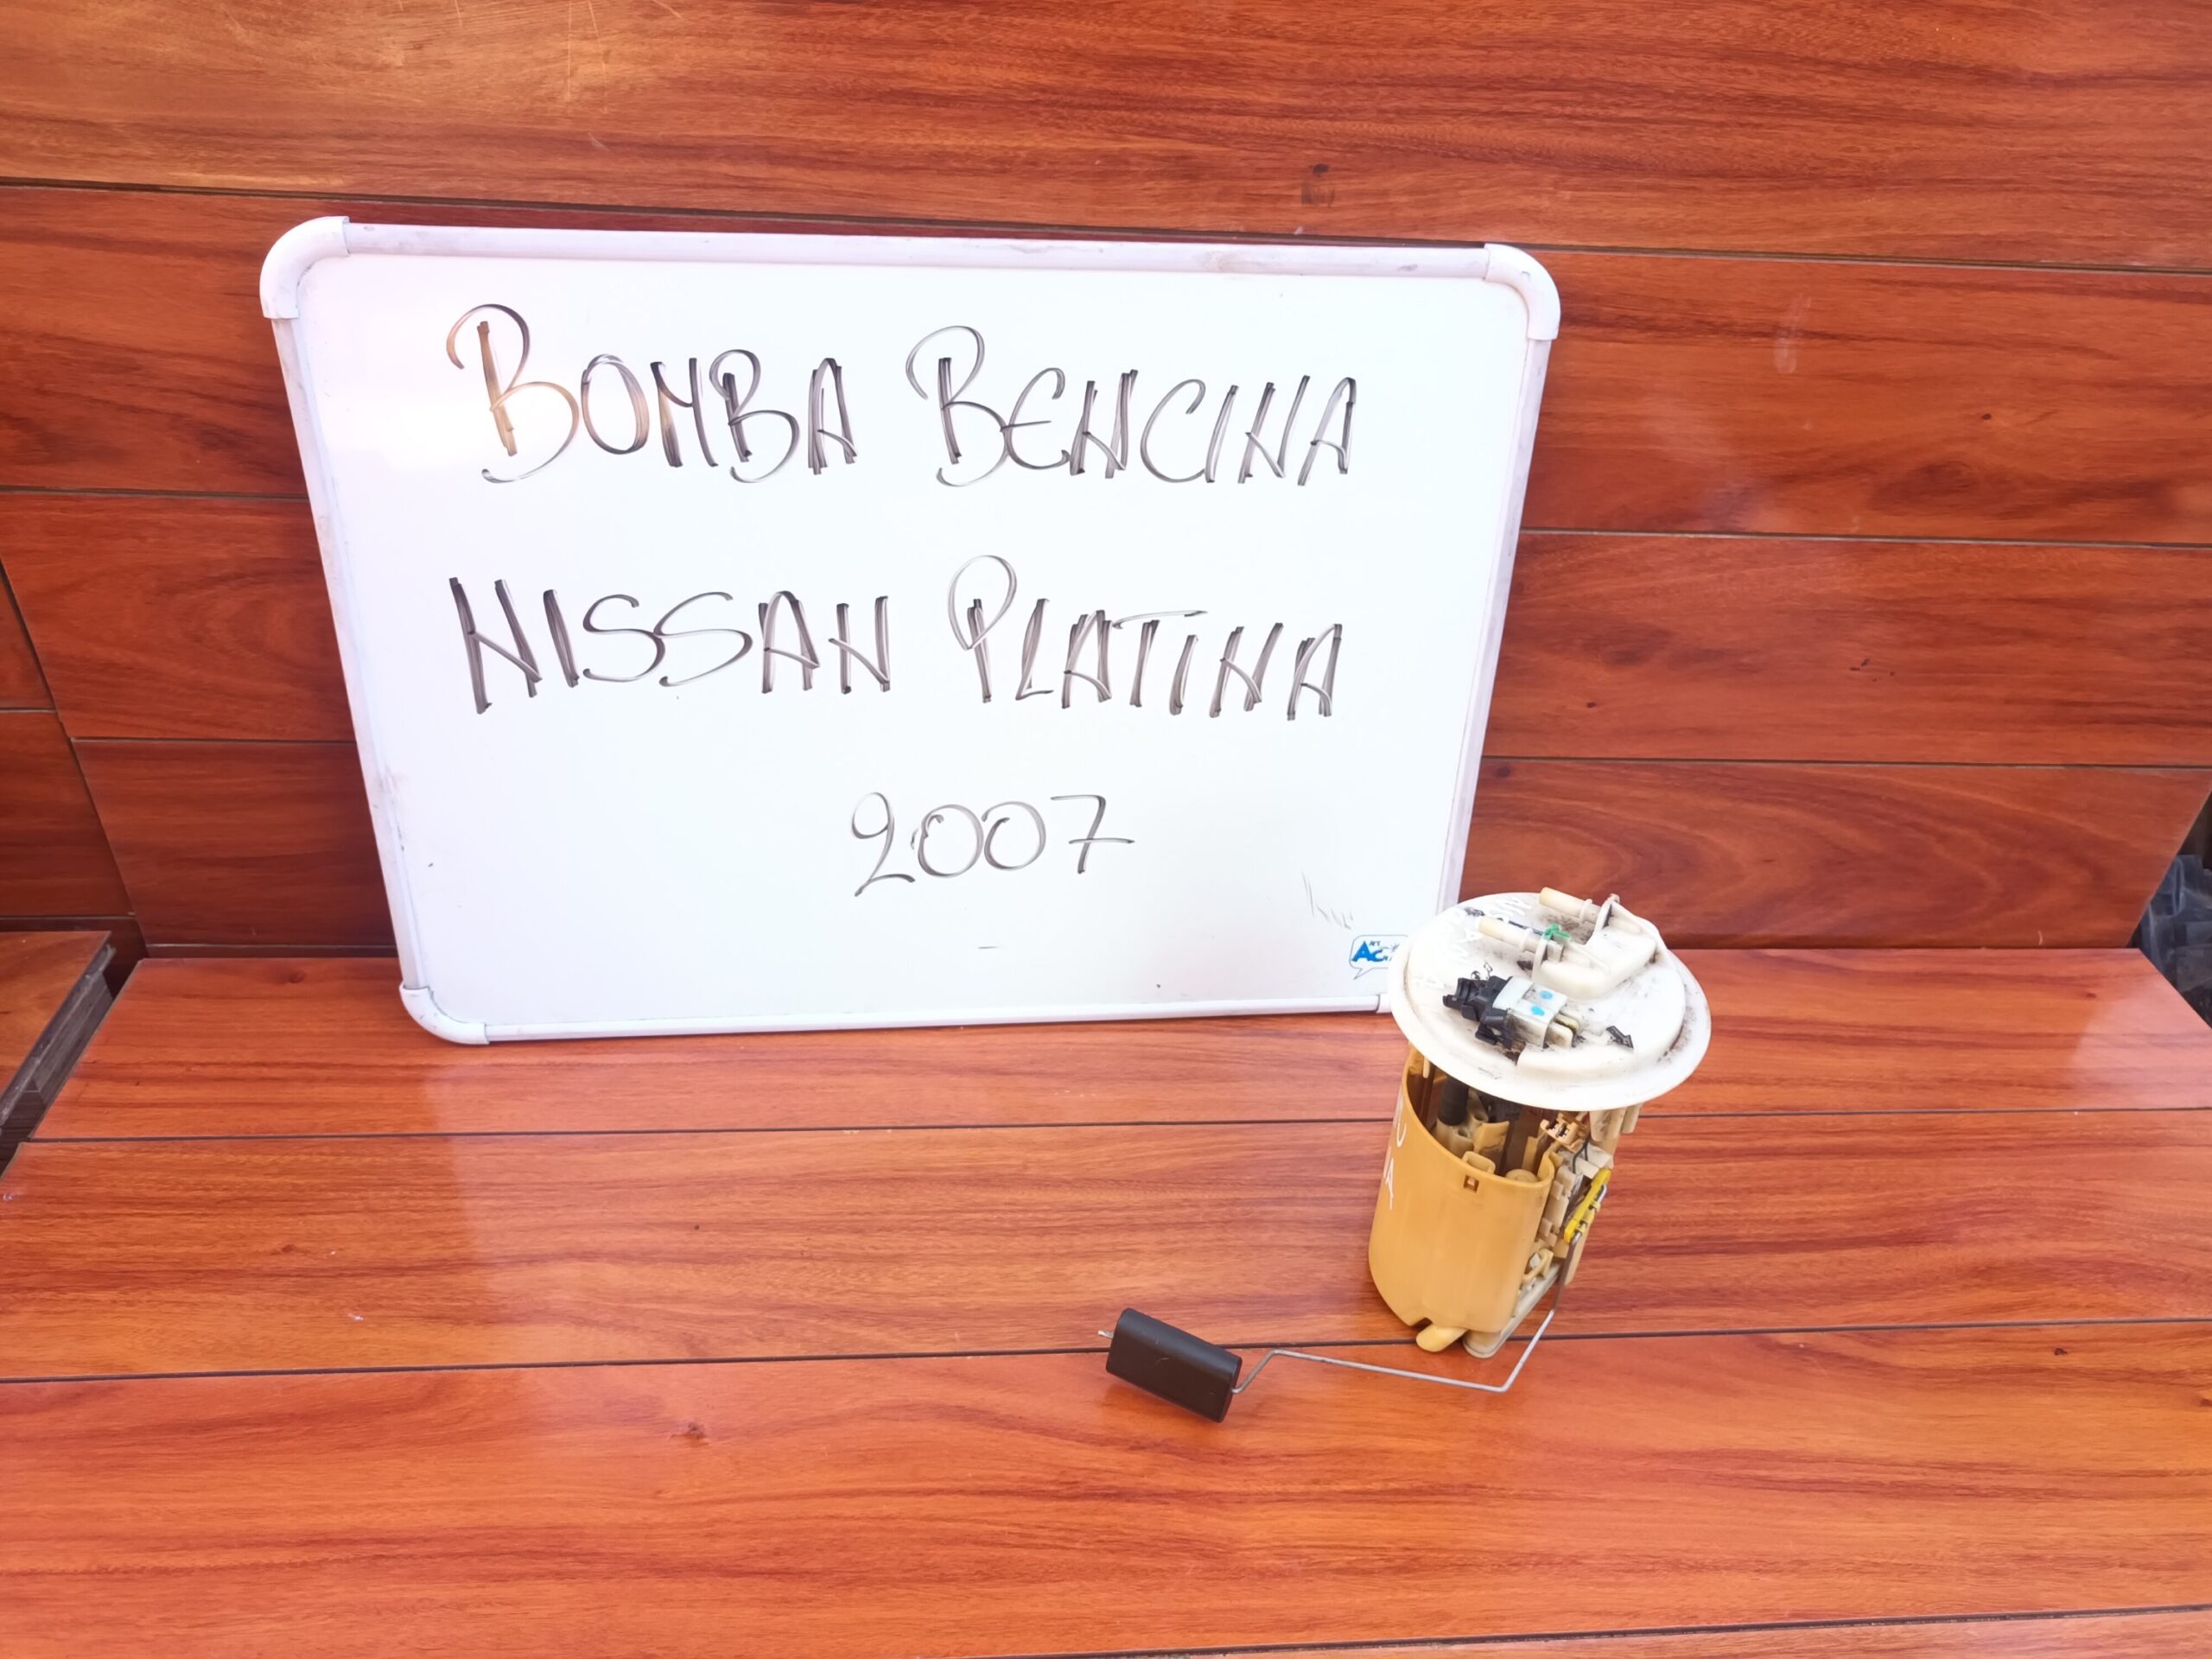 BOMBA BENCINA
NISSAN PLATINA
2007